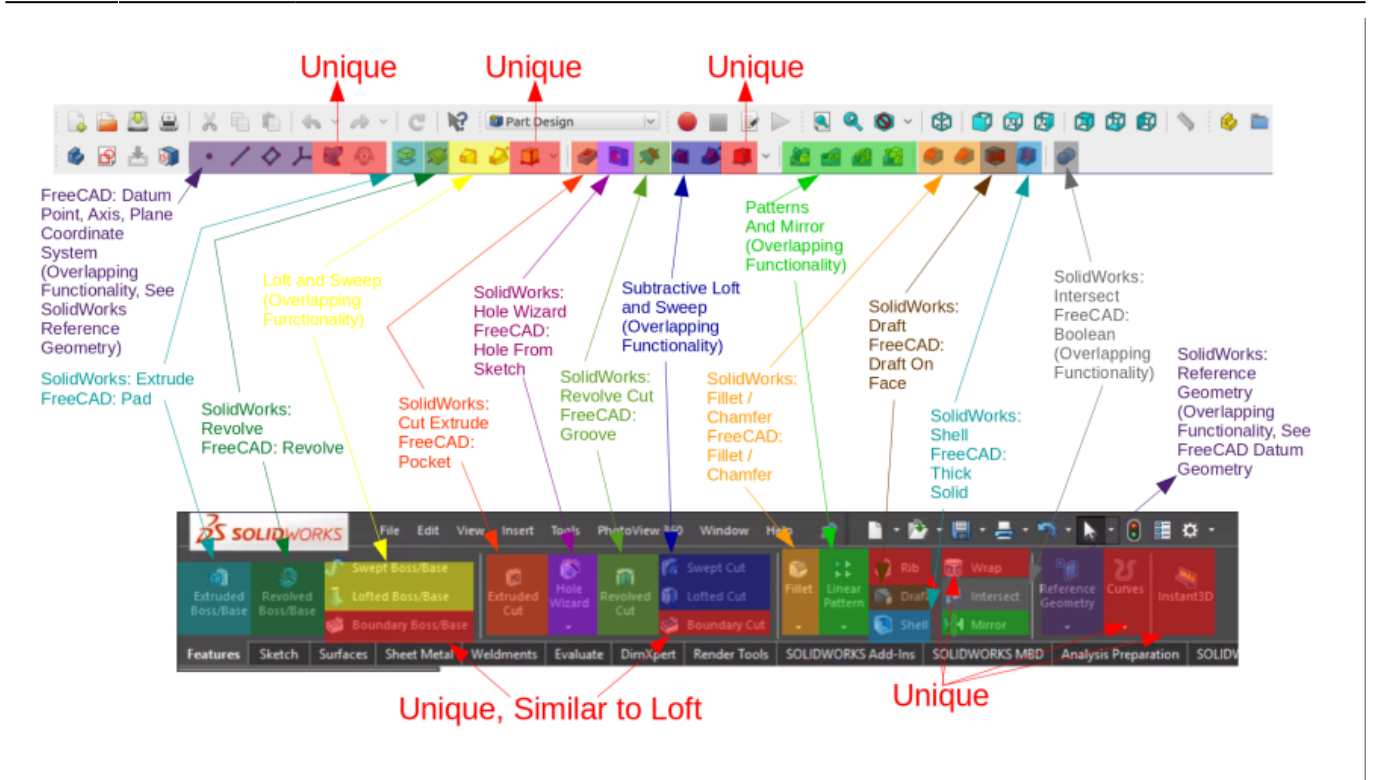 Unique
Unique
Unique
Part Design
FreeCAD: Datum
Point, Axis, Plane
Coordinate
System
(Overlapping
Functionality, See
SolidWorks
Reference
Geometry)
SolidWorks: Extrude
FreeCAD: Pad
SolidWorks:
Revolve
FreeCAD: Revolve
Loft and Sweep
(Overlapping
Functionality)
SolidWorks:
Cut Extrude
FreeCAD:
Pocket
SolidWorks:
Hole Wizard
FreeCAD:
Hole From
Sketch
SolidWorks:
Revolve Cut
FreeCAD:
Groove
Subtractive Loft
and Sweep
(Overlapping
Functionality)
Patterns
And Mirror
(Overlapping
Functionality)
SolidWorks:
Fillet /
Chamfer
FreeCAD:
Fillet /
Chamfer
SolidWorks:
Draft
FreeCAD:
Draft On
Face
SolidWorks:
Shell
FreeCAD:
Thick
Solid
SolidWorks:
Intersect
FreeCAD:
Boolean
(Overlapping
Functionality)
SolidWorks:
Reference
Geometry
(Overlapping
Functionality, See
FreeCAD Datum
Geometry
SOLIDWORKS File Edit View Insert Tools PhotoView 360 Window Help
Extruded
Boss/Base
Revolved
Boss/Base
Swept Boss/Base
Lofted Boss/Base
Boundary Boss/Base
Extruded
Cut
Hole
Wizard
Revolved
Cut
Swept Cut
Lofted Cut
Boundary Cut
Fillet
Linear
Pattern
Rib
Draft
Shell
Wrap
Intersect
Mirror
Reference
Geometry
Curves
Instant3D
Features Sketch Surfaces Sheet Metal Weldments Evaluate DimXpert Render Tools SOLIDWORKS Add-Ins SOLIDWORKS MBD Analysis Preparation SOLIDW
Unique, Similar to Loft
Unique